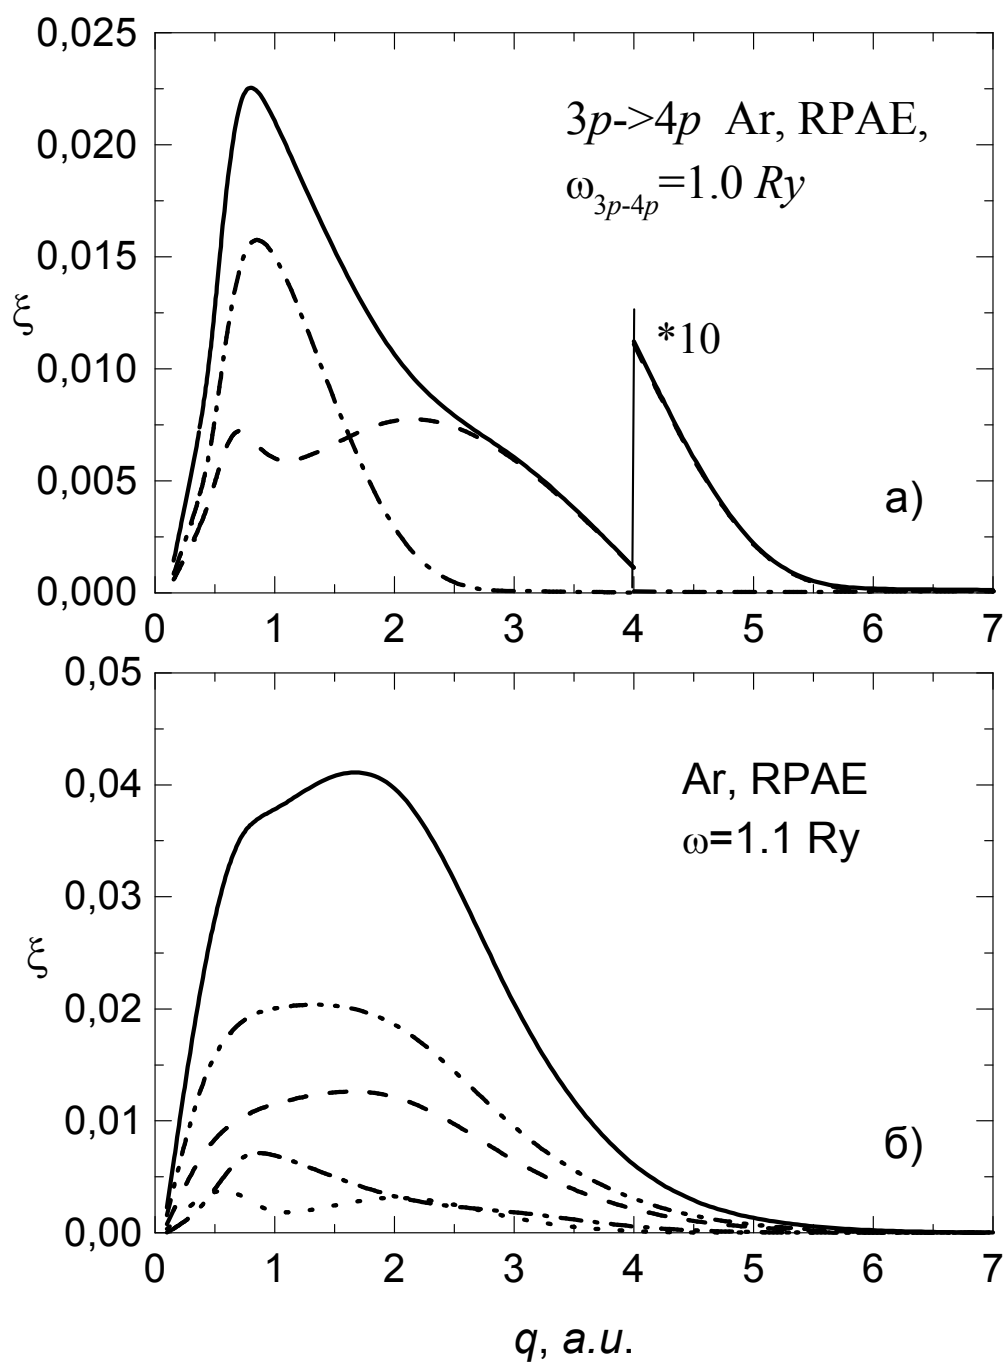 0,025
0,020
0,015
0,010
0,005
0,000
ξ
3p->4p Ar, RPAE,
ω3p-4p=1.0 Ry
*10
a)
0 1 2 3 4 5 6 7
0,05
0,04
0,03
0,02
0,01
0,00
ξ
Ar, RPAE
ω=1.1 Ry
б)
0 1 2 3 4 5 6 7
q, a.u.